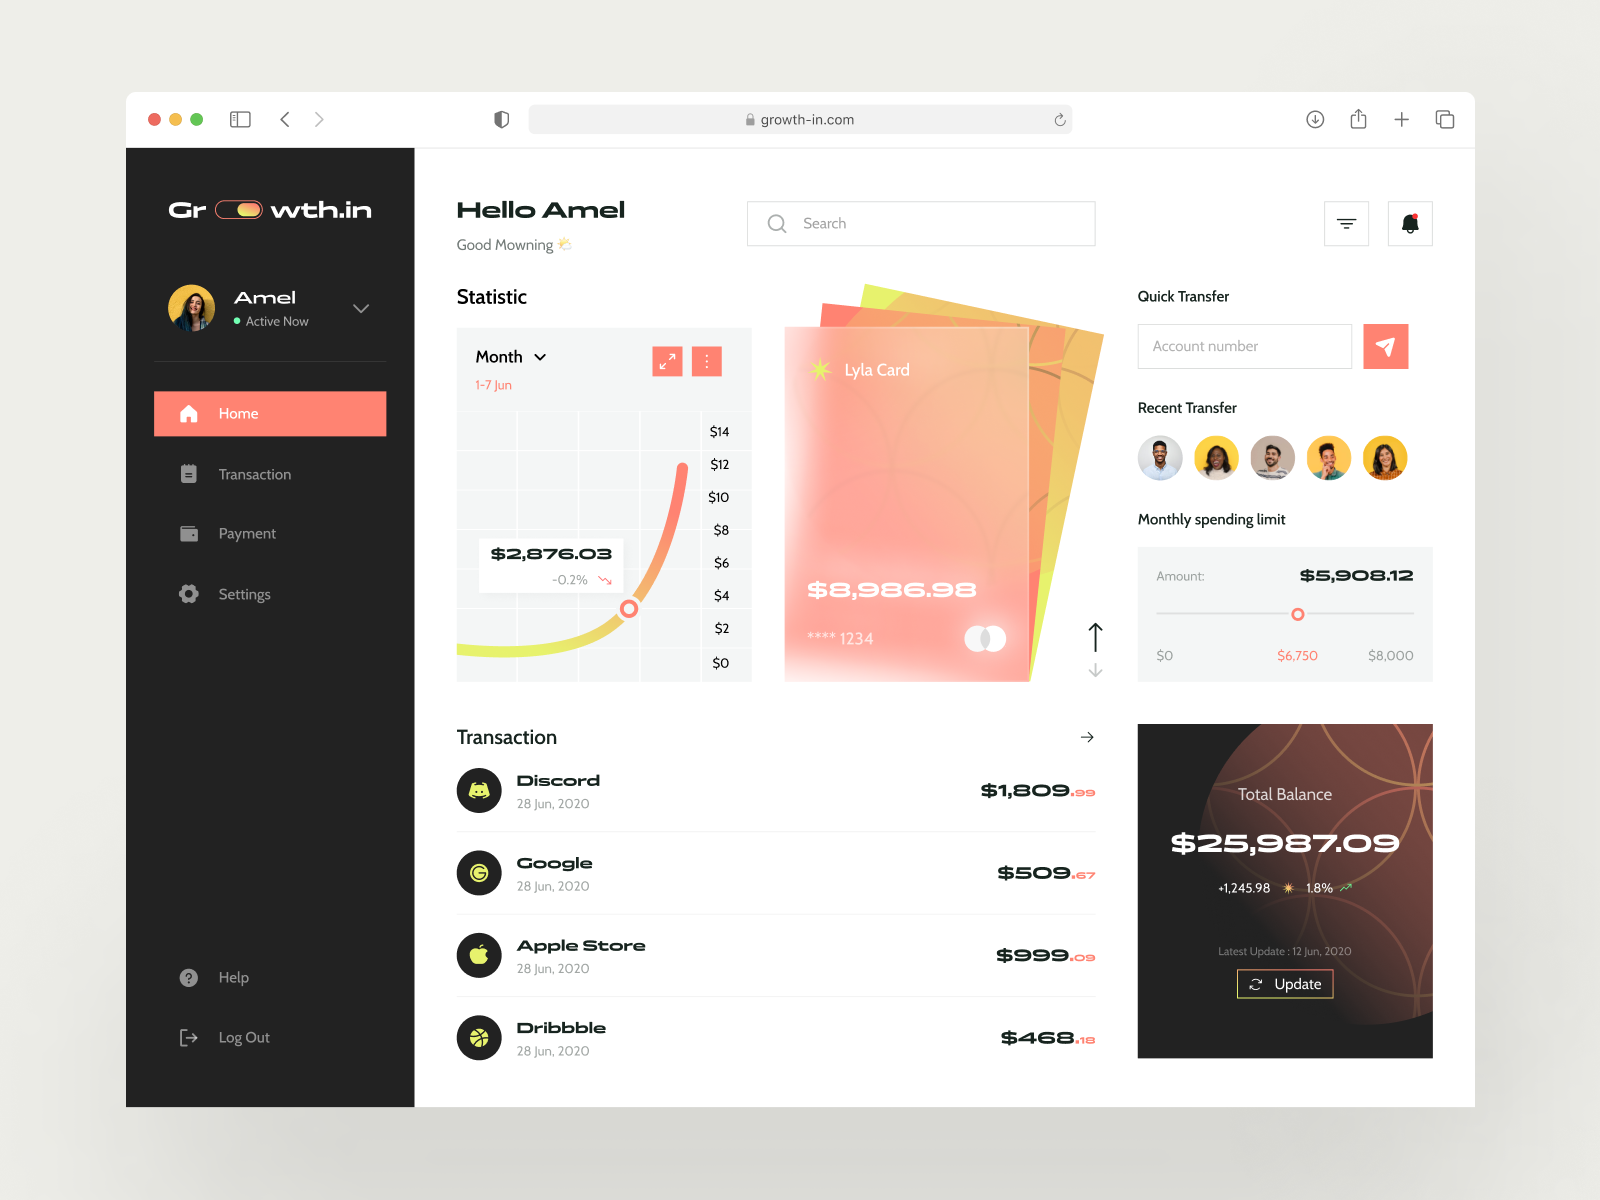 growth-in.com
Gr wth.in
Amel
Active Now
Home
Transaction
Payment
Settings
Help
Log Out
Hello Amel
Good Mowning
Search
Statistic
Month
1-7 Jun
$14
$12
$10
$8
$6
$4
$2
$0
$2,876.03
-0.2%
Lyla Card
$8,986.98
**** 1234
Quick Transfer
Account number
Recent Transfer
Monthly spending limit
Amount: $5,908.12
$0 $6,750 $8,000
Transaction
Discord
28 Jun, 2020
$1,809.99
Google
28 Jun, 2020
$509.67
Apple Store
28 Jun, 2020
$999.09
Dribbble
28 Jun, 2020
$468.18
Total Balance
$25,987.09
+1,245.98 1.8%
Latest Update : 12 Jun, 2020
Update